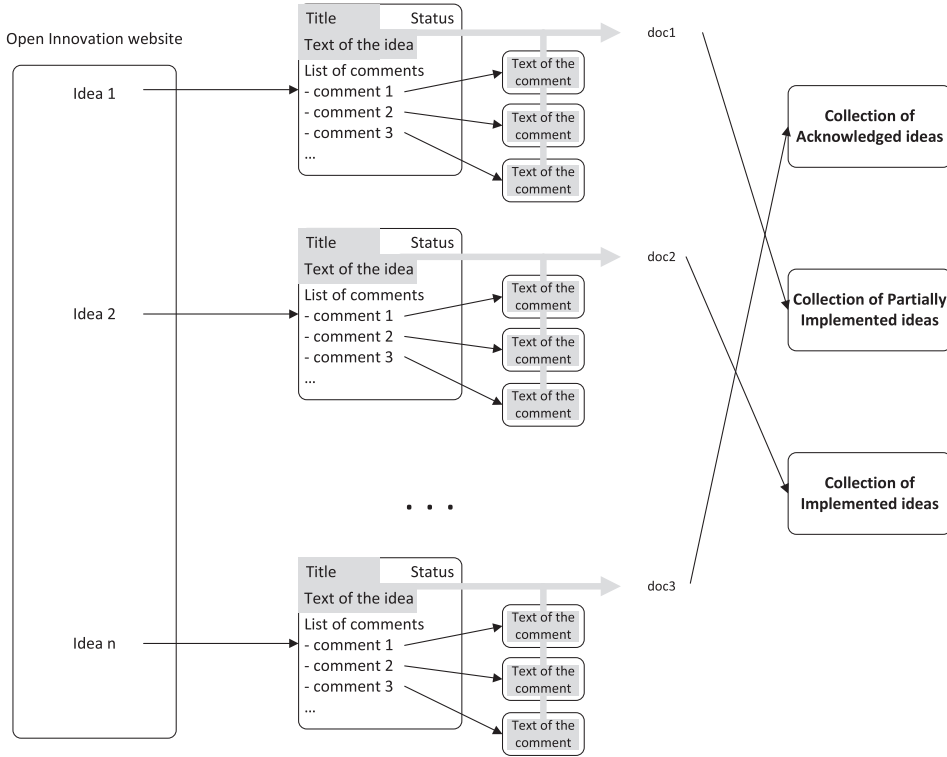 Open Innovation website
Idea 1
Idea 2
Idea n
Title Status
Text of the idea
List of comments
- comment 1
- comment 2
- comment 3
...
Text of the
comment
Text of the
comment
Text of the
comment
doc1
Title Status
Text of the idea
List of comments
- comment 1
- comment 2
- comment 3
...
Text of the
comment
Text of the
comment
Text of the
comment
doc2
. . .
Title Status
Text of the idea
List of comments
- comment 1
- comment 2
- comment 3
...
Text of the
comment
Text of the
comment
Text of the
comment
doc3
Collection of
Acknowledged ideas
Collection of Partially
Implemented ideas
Collection of
Implemented ideas